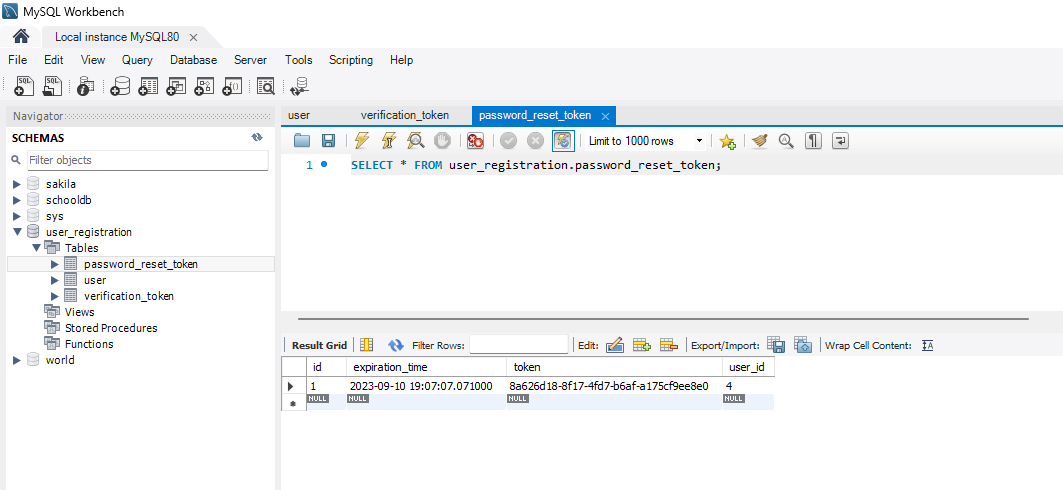 MySQL Workbench
Local instance MySQL80
File Edit View Query Database Server Tools Scripting Help
Navigator
SCHEMAS
Filter objects
sakila
schooldb
sys
user_registration
Tables
password_reset_token
user
verification_token
Views
Stored Procedures
Functions
world
user verification_token password_reset_token
Limit to 1000 rows
1 SELECT * FROM user_registration.password_reset_token;
Result Grid Filter Rows: Edit: Export/Import: Wrap Cell Content:
id expiration_time token user_id
1 2023-09-10 19:07:07.071000 8a626d18-8f17-4fd7-b6af-a175cf9ee8e0 4
NULL NULL NULL NULL